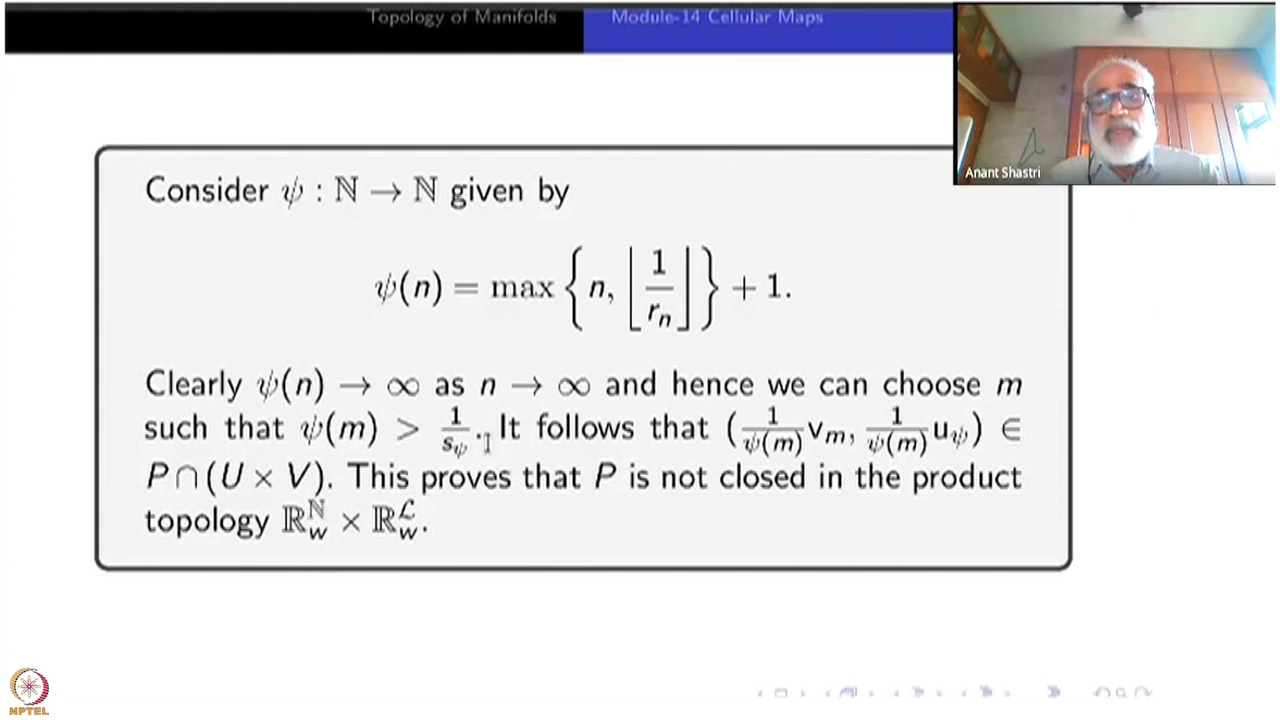 Topology of Manifolds Module-14 Cellular Maps
Anant Shastri
Consider ψ : ℕ → ℕ given by
ψ(n) = max { n, ⌊ 1/rₙ ⌋ } + 1.
Clearly ψ(n) → ∞ as n → ∞ and hence we can choose m
such that ψ(m) > 1/s_ψ. It follows that (1/ψ(m) vₘ, 1/ψ(m) u_ψ) ∈
P∩(U × V). This proves that P is not closed in the product
topology ℝ_w^ℕ × ℝ_w^ℒ.
NPTEL